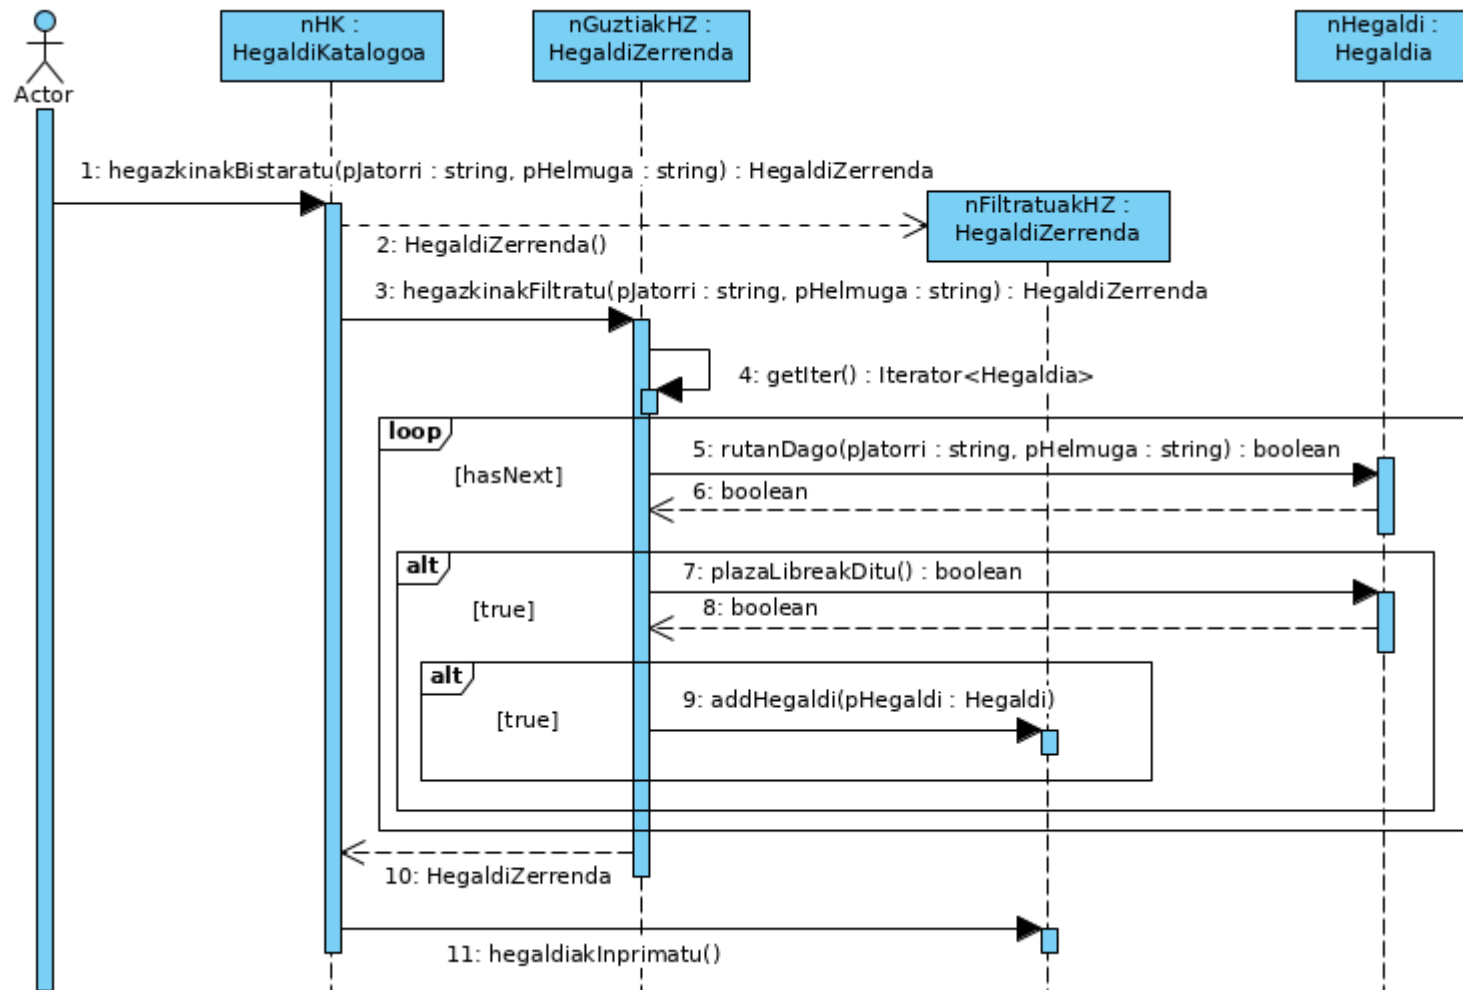 nHK :
HegaldiKatalogoa
nGuztiakHZ :
HegaldiZerrenda
nHegaldi :
Hegaldia
Actor
1: hegazkinakBistaratu(pJatorri : string, pHelmuga : string) : HegaldiZerrenda
nFiltratuakHZ :
HegaldiZerrenda
2: HegaldiZerrenda()
3: hegazkinakFiltratu(pJatorri : string, pHelmuga : string) : HegaldiZerrenda
4: getIter() : Iterator<Hegaldia>
loop
[hasNext]
5: rutanDago(pJatorri : string, pHelmuga : string) : boolean
6: boolean
alt
[true]
7: plazaLibreakDitu() : boolean
8: boolean
alt
[true]
9: addHegaldi(pHegaldi : Hegaldi)
10: HegaldiZerrenda
11: hegaldiakInprimatu()